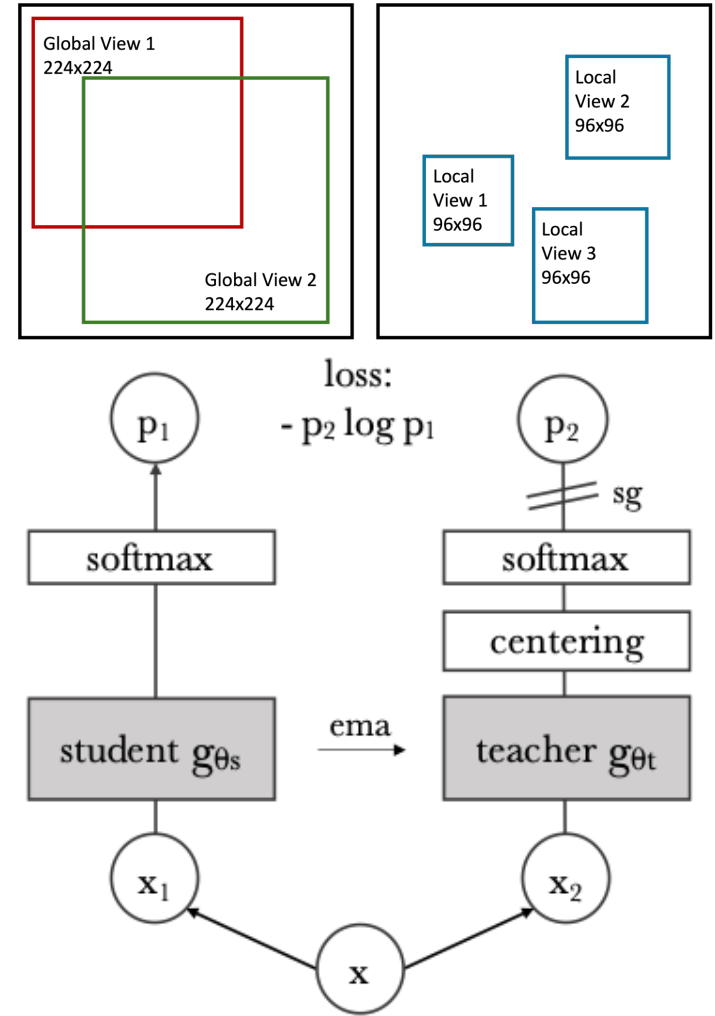 Global View 1
224x224
Global View 2
224x224
Local
View 2
96x96
Local
View 1
96x96
Local
View 3
96x96
loss:
- p₂ log p₁
p₁
p₂
sg
softmax
softmax
centering
student gθs
ema
teacher gθt
x₁
x₂
x